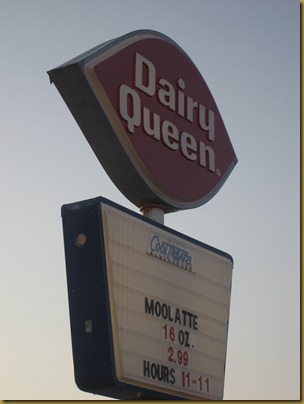 Dairy
Queen
MOOLATTE
16 OZ.
2.99
HOURS 11-11